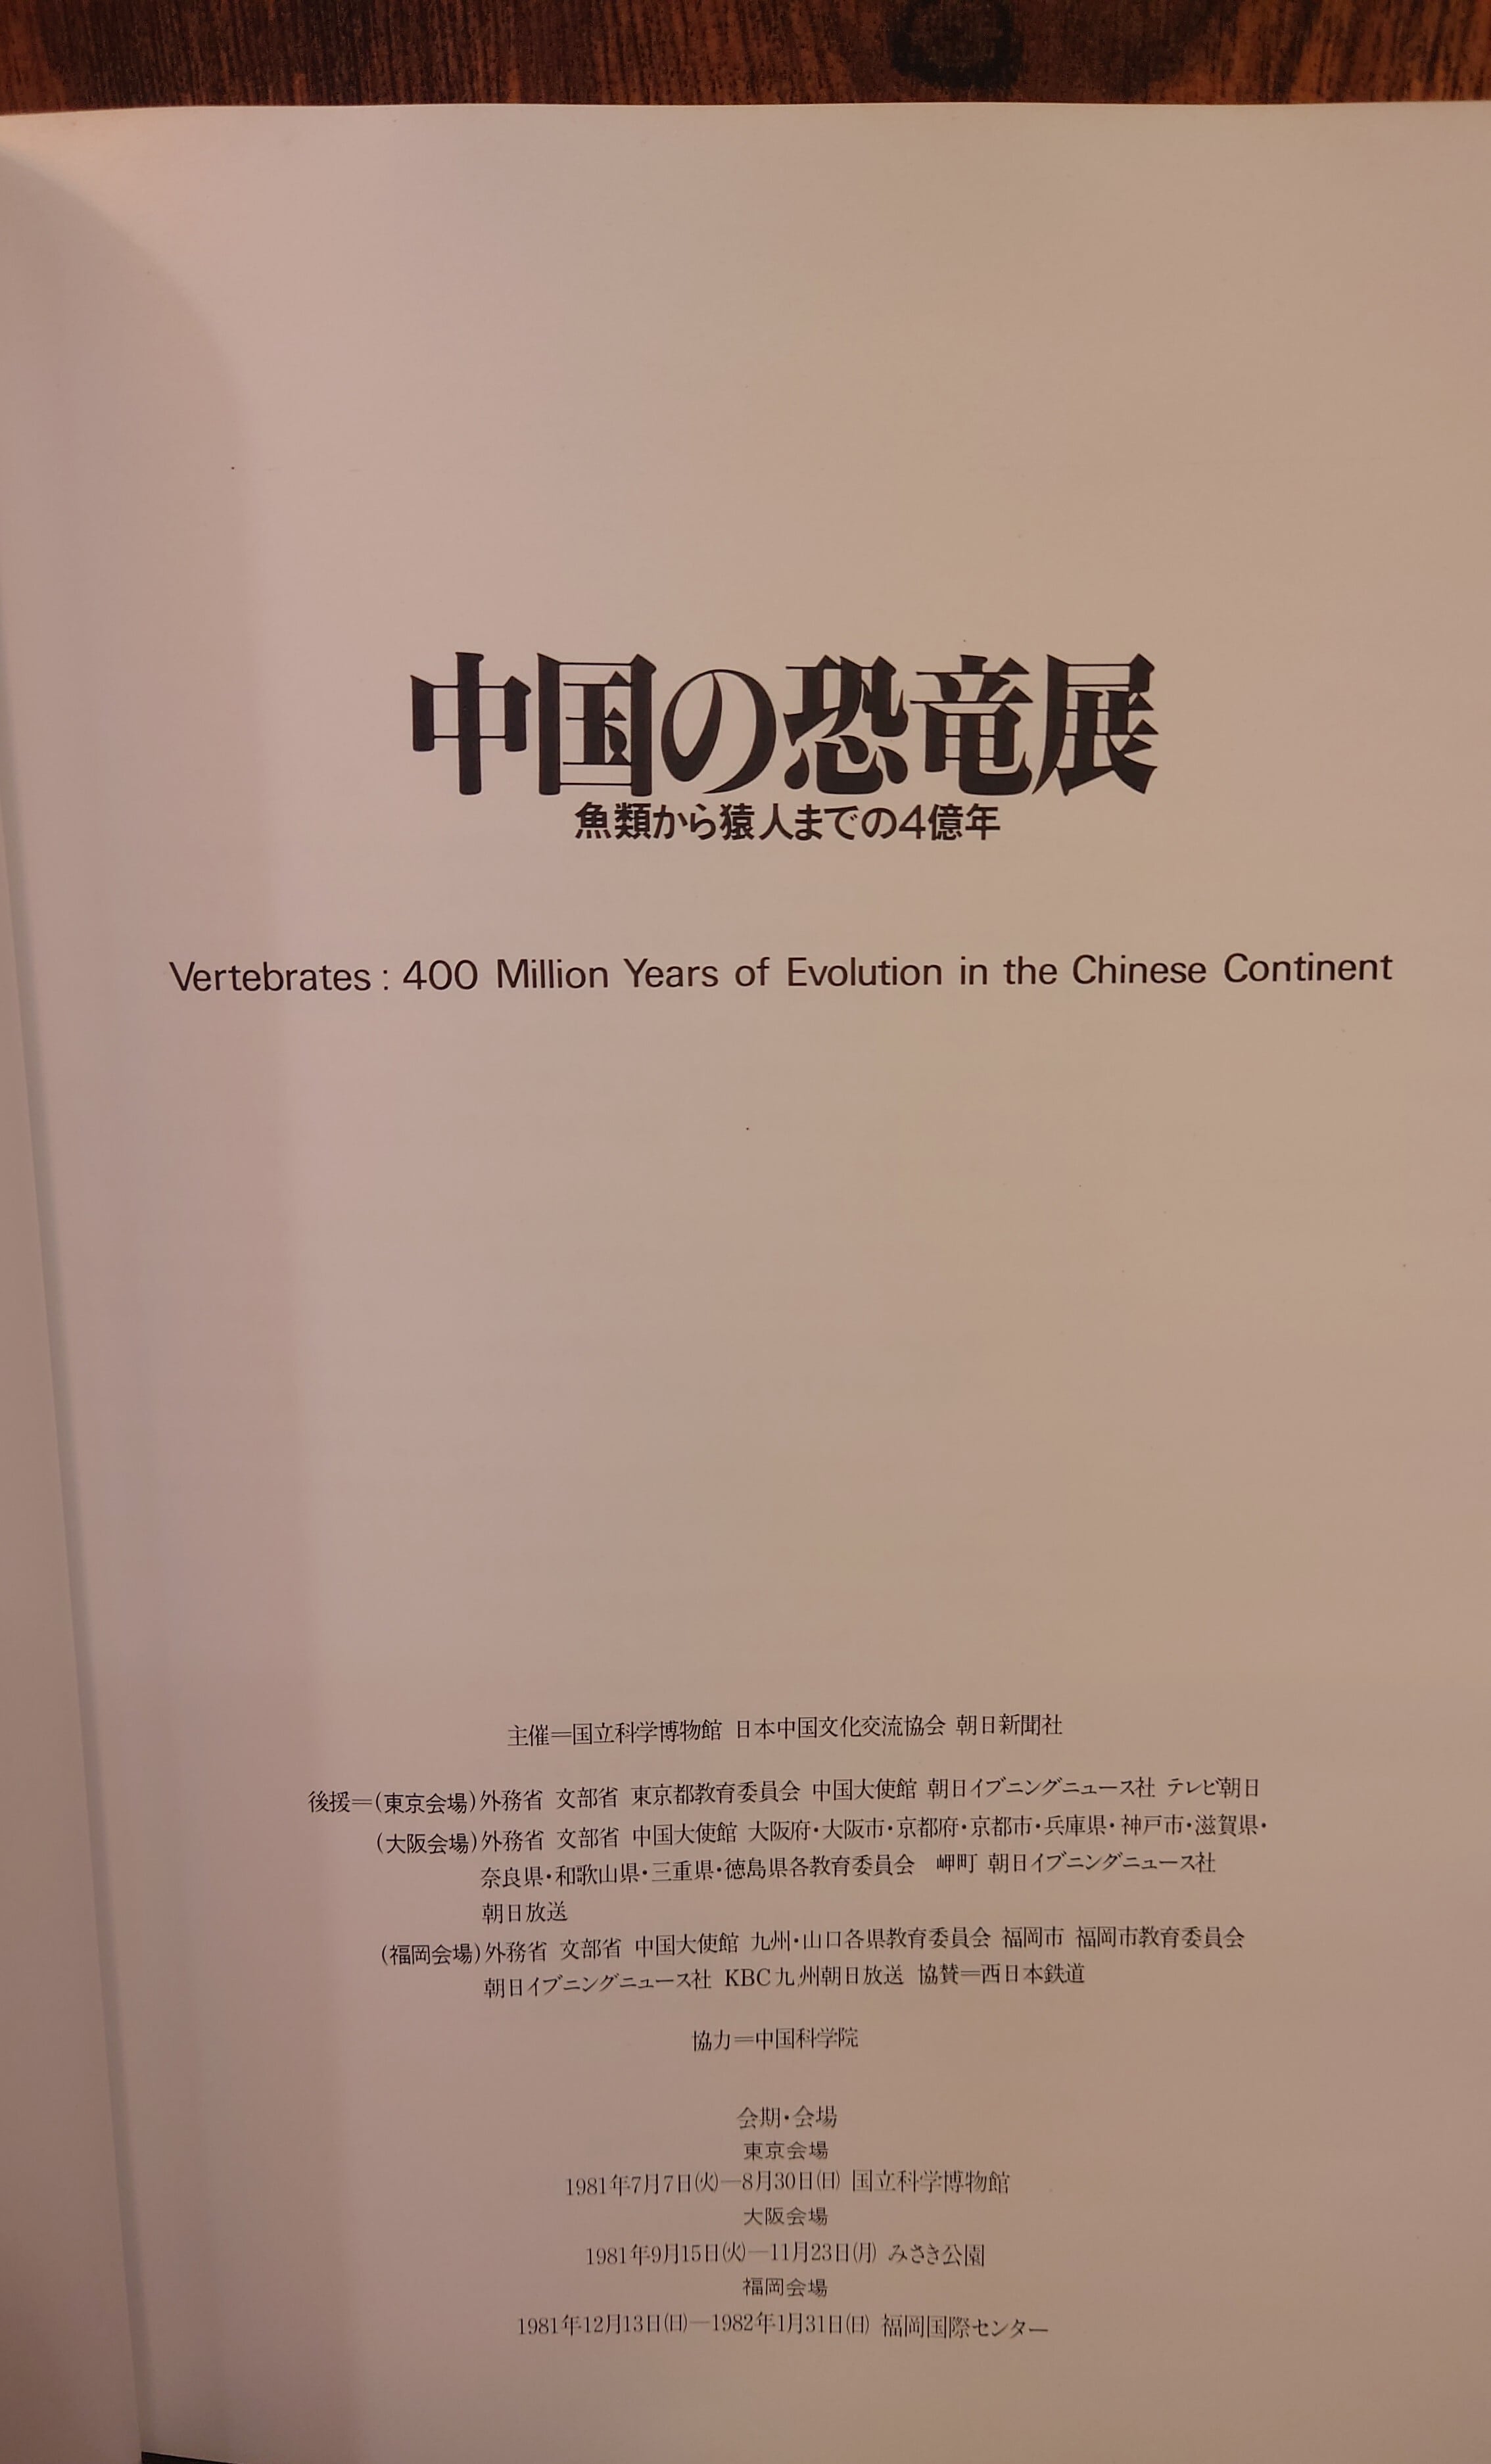 中国の恐竜展
魚類から猿人までの4億年
Vertebrates : 400 Million Years of Evolution in the Chinese Continent
主催＝国立科学博物館 日本中国文化交流協会 朝日新聞社
後援＝(東京会場)外務省 文部省 東京都教育委員会 中国大使館 朝日イブニングニュース社 テレビ朝日
(大阪会場)外務省 文部省 中国大使館 大阪府・大阪市・京都府・京都市・兵庫県・神戸市・滋賀県・
奈良県・和歌山県・三重県・徳島県各教育委員会 岬町 朝日イブニングニュース社
朝日放送
(福岡会場)外務省 文部省 中国大使館 九州・山口各県教育委員会 福岡市 福岡市教育委員会
朝日イブニングニュース社 KBC九州朝日放送 協賛＝西日本鉄道
協力＝中国科学院
会期・会場
東京会場
1981年7月7日(火)―8月30日(日) 国立科学博物館
大阪会場
1981年9月15日(火)―11月23日(月) みさき公園
福岡会場
1981年12月13日(日)―1982年1月31日(日) 福岡国際センター